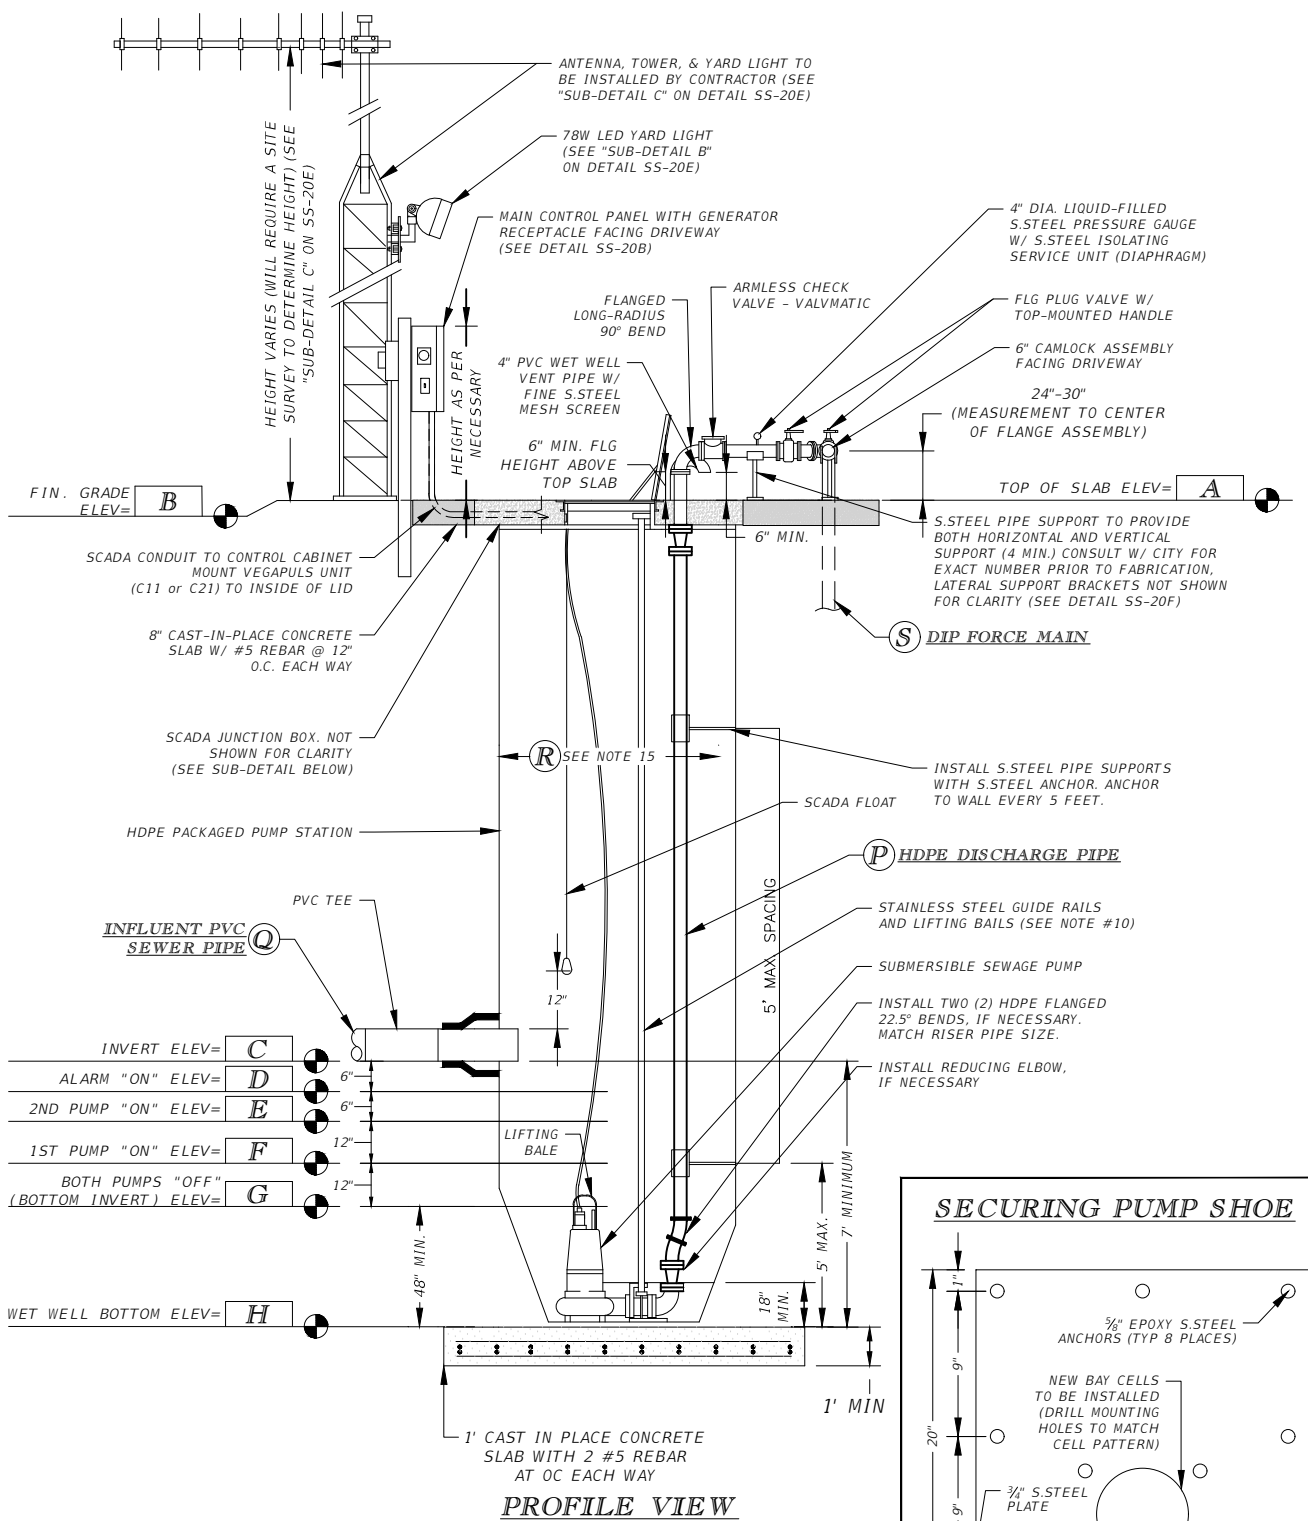 ANTENNA, TOWER, & YARD LIGHT TO
BE INSTALLED BY CONTRACTOR (SEE
"SUB-DETAIL C" ON DETAIL SS-20E)
78W LED YARD LIGHT
(SEE "SUB-DETAIL B"
ON DETAIL SS-20E)
HEIGHT VARIES (WILL REQUIRE A SITE
SURVEY TO DETERMINE HEIGHT) (SEE
"SUB-DETAIL C" ON SS-20E)
MAIN CONTROL PANEL WITH GENERATOR
RECEPTACLE FACING DRIVEWAY
(SEE DETAIL SS-20B)
4" DIA. LIQUID-FILLED
S.STEEL PRESSURE GAUGE
W/ S.STEEL ISOLATING
SERVICE UNIT (DIAPHRAGM)
ARMLESS CHECK
VALVE - VALVMATIC
FLANGED
LONG-RADIUS
90° BEND
FLG PLUG VALVE W/
TOP-MOUNTED HANDLE
6" CAMLOCK ASSEMBLY
FACING DRIVEWAY
4" PVC WET WELL
VENT PIPE W/
FINE S.STEEL
MESH SCREEN
HEIGHT AS PER
NECESSARY
24"-30"
(MEASUREMENT TO CENTER
OF FLANGE ASSEMBLY)
6" MIN. FLG
HEIGHT ABOVE
TOP SLAB
FIN. GRADE
ELEV= B
TOP OF SLAB ELEV= A
6" MIN.
S.STEEL PIPE SUPPORT TO PROVIDE
BOTH HORIZONTAL AND VERTICAL
SUPPORT (4 MIN.) CONSULT W/ CITY FOR
EXACT NUMBER PRIOR TO FABRICATION,
LATERAL SUPPORT BRACKETS NOT SHOWN
FOR CLARITY (SEE DETAIL SS-20F)
SCADA CONDUIT TO CONTROL CABINET
MOUNT VEGAPULS UNIT
(C11 or C21) TO INSIDE OF LID
S DIP FORCE MAIN
8" CAST-IN-PLACE CONCRETE
SLAB W/ #5 REBAR @ 12"
O.C. EACH WAY
SCADA JUNCTION BOX. NOT
SHOWN FOR CLARITY
(SEE SUB-DETAIL BELOW)
R SEE NOTE 15
INSTALL S.STEEL PIPE SUPPORTS
WITH S.STEEL ANCHOR. ANCHOR
TO WALL EVERY 5 FEET.
SCADA FLOAT
HDPE PACKAGED PUMP STATION
P HDPE DISCHARGE PIPE
5' MAX. SPACING
PVC TEE
STAINLESS STEEL GUIDE RAILS
AND LIFTING BAILS (SEE NOTE #10)
INFLUENT PVC
SEWER PIPE Q
SUBMERSIBLE SEWAGE PUMP
12"
INSTALL TWO (2) HDPE FLANGED
22.5° BENDS, IF NECESSARY.
MATCH RISER PIPE SIZE.
INSTALL REDUCING ELBOW,
IF NECESSARY
INVERT ELEV= C
6"
ALARM "ON" ELEV= D
6"
2ND PUMP "ON" ELEV= E
12"
1ST PUMP "ON" ELEV= F
12"
BOTH PUMPS "OFF"
(BOTTOM INVERT) ELEV= G
LIFTING
BALE
48" MIN.
18"
MIN.
5' MAX.
7' MINIMUM
WET WELL BOTTOM ELEV= H
1' MIN
1' CAST IN PLACE CONCRETE
SLAB WITH 2 #5 REBAR
AT OC EACH WAY
PROFILE VIEW
SECURING PUMP SHOE
1"
9"
20"
9"
5/8" EPOXY S.STEEL
ANCHORS (TYP 8 PLACES)
NEW BAY CELLS
TO BE INSTALLED
(DRILL MOUNTING
HOLES TO MATCH
CELL PATTERN)
3/4" S.STEEL
PLATE